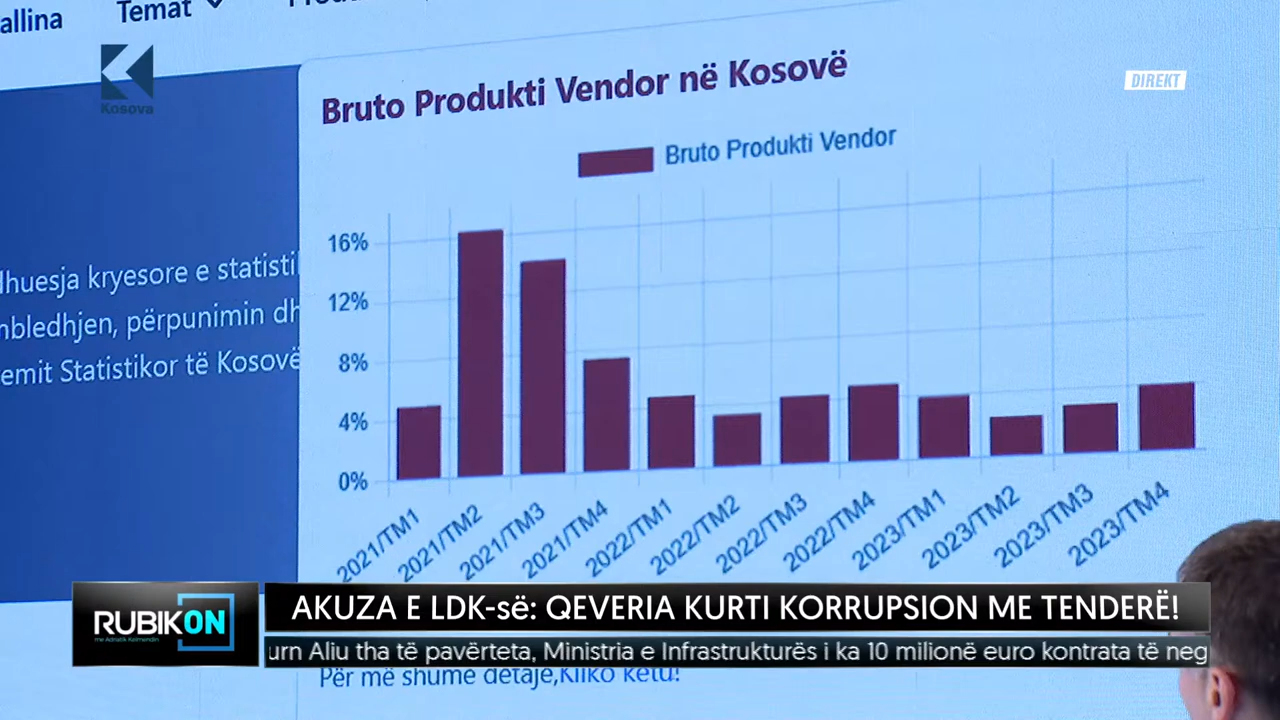 allina
Temat
Kosova
DIREKT
Bruto Produkti Vendor në Kosovë
Bruto Produkti Vendor
16%
12%
8%
4%
0%
2021/TM1
2021/TM2
2021/TM3
2021/TM4
2022/TM1
2022/TM2
2022/TM3
2022/TM4
2023/TM1
2023/TM2
2023/TM3
2023/TM4
dhuesja kryesore e statisti
mbledhjen, përpunimin dh
emit Statistikor të Kosovë
RUBIKON
me Adriatik Kelmendin
AKUZA E LDK-së: QEVERIA KURTI KORRUPSION ME TENDERË!
urn Aliu tha të pavërteta, Ministria e Infrastrukturës i ka 10 milionë euro kontrata të neg
Për më shumë detaje,Kliko këtu!